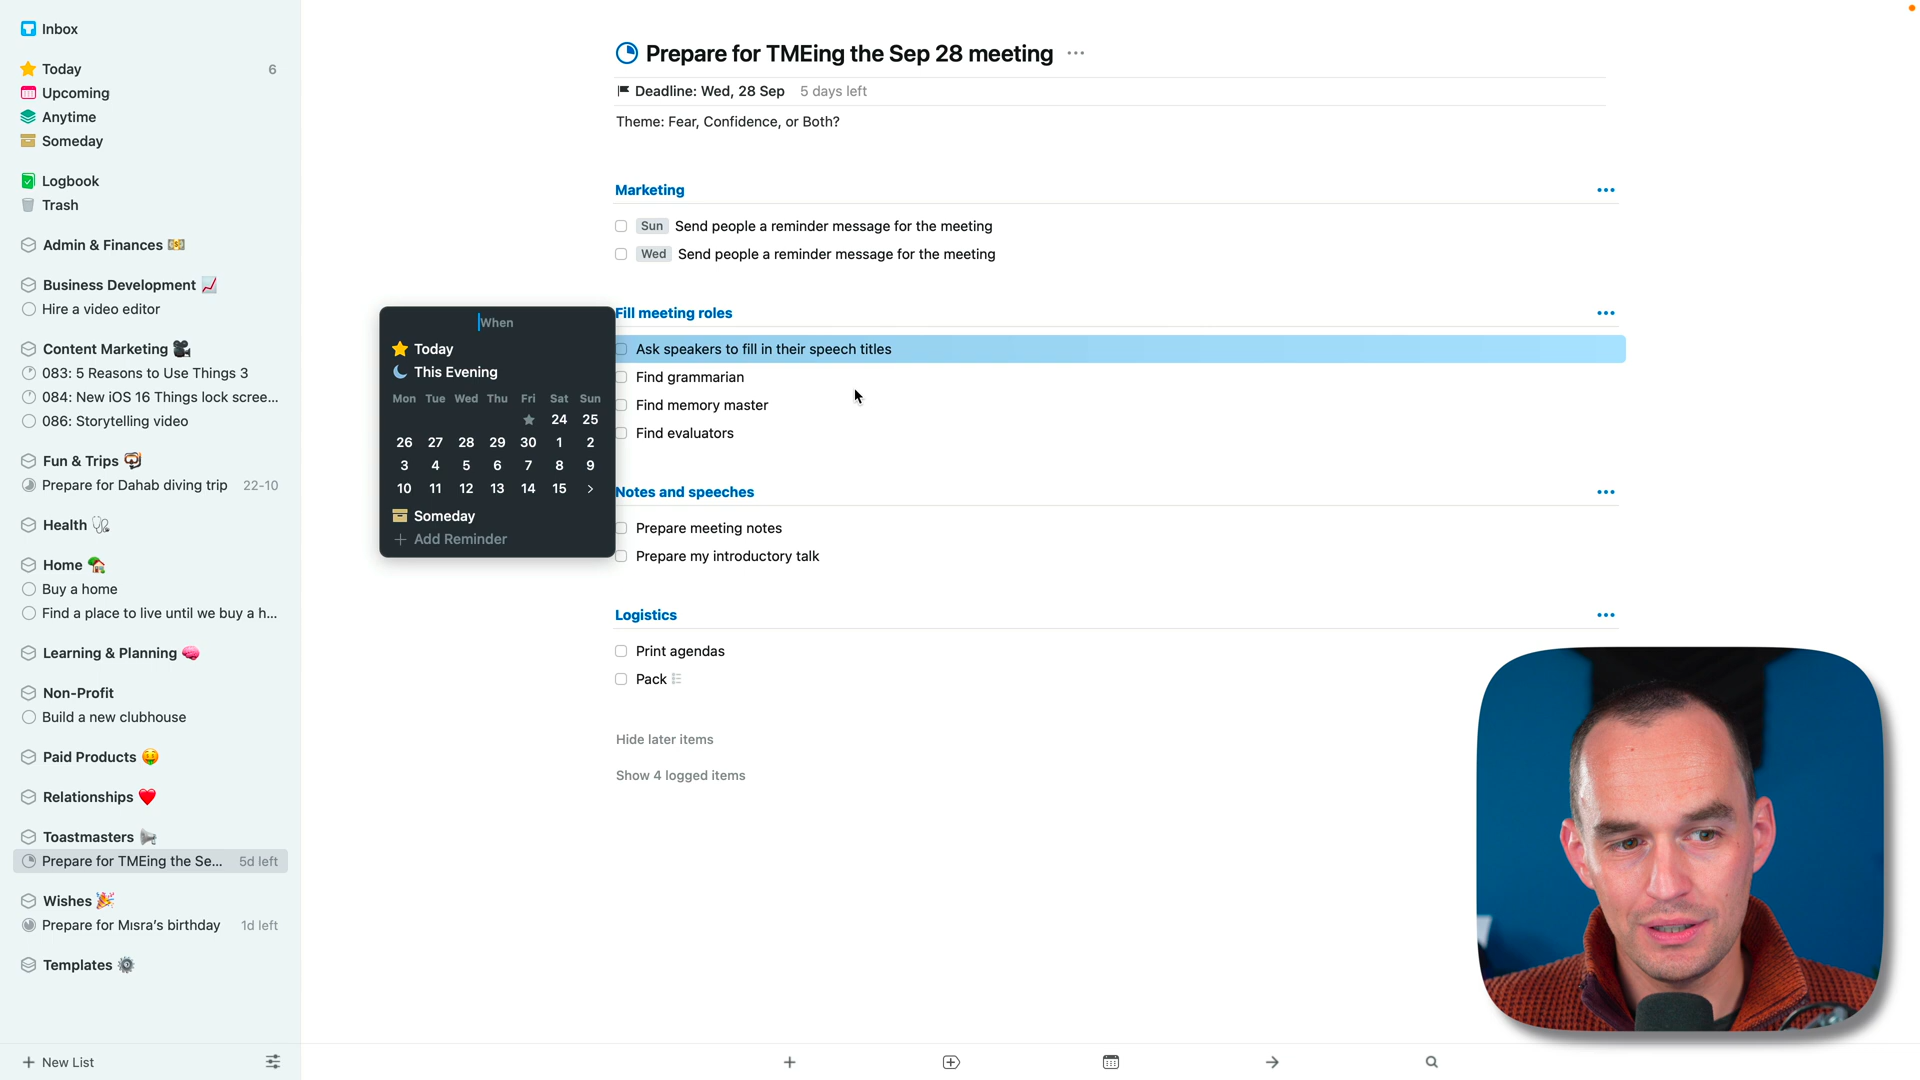 Inbox
Today 6
Upcoming
Anytime
Someday
Logbook
Trash
Admin & Finances
Business Development
Hire a video editor
Content Marketing
083: 5 Reasons to Use Things 3
084: New iOS 16 Things lock scree...
086: Storytelling video
Fun & Trips
Prepare for Dahab diving trip 22-10
Health
Home
Buy a home
Find a place to live until we buy a h...
Learning & Planning
Non-Profit
Build a new clubhouse
Paid Products
Relationships
Toastmasters
Prepare for TMEing the Se... 5d left
Wishes
Prepare for Mısra's birthday 1d left
Templates
New List
Prepare for TMEing the Sep 28 meeting
Deadline: Wed, 28 Sep 5 days left
Theme: Fear, Confidence, or Both?
Marketing
Sun Send people a reminder message for the meeting
Wed Send people a reminder message for the meeting
Fill meeting roles
Ask speakers to fill in their speech titles
Find grammarian
Find memory master
Find evaluators
Notes and speeches
Prepare meeting notes
Prepare my introductory talk
Logistics
Print agendas
Pack
Hide later items
Show 4 logged items
When
Today
This Evening
Mon Tue Wed Thu Fri Sat Sun
24 25
26 27 28 29 30 1 2
3 4 5 6 7 8 9
10 11 12 13 14 15
Someday
Add Reminder